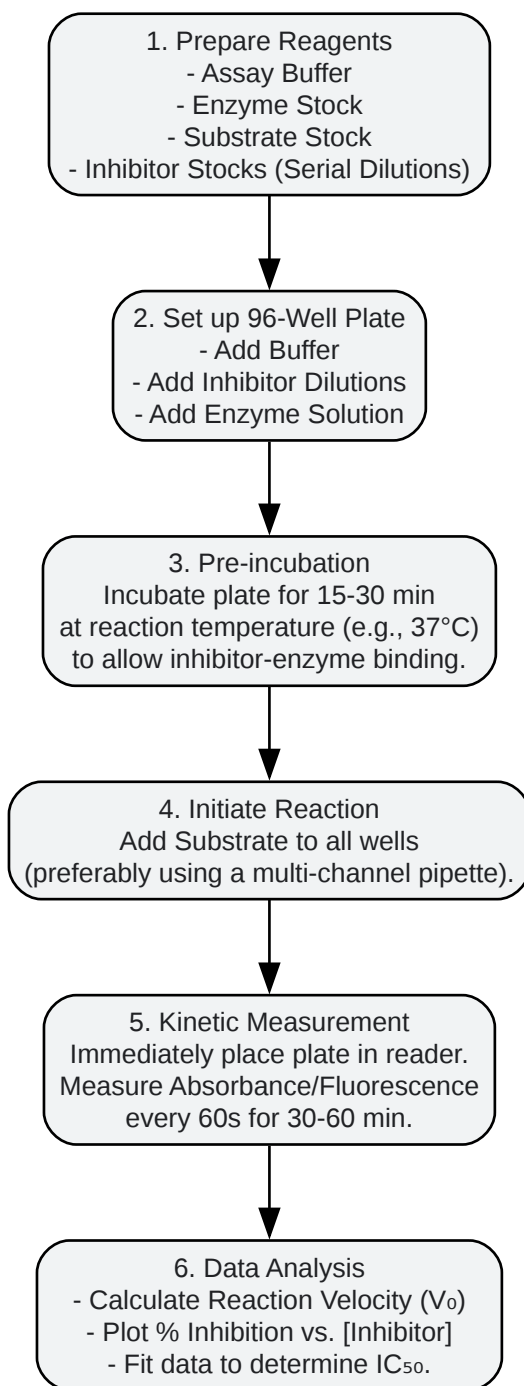 1. Prepare Reagents
- Assay Buffer
- Enzyme Stock
- Substrate Stock
- Inhibitor Stocks (Serial Dilutions)
2. Set up 96-Well Plate
- Add Buffer
- Add Inhibitor Dilutions
- Add Enzyme Solution
3. Pre-incubation
Incubate plate for 15-30 min
at reaction temperature (e.g., 37°C)
to allow inhibitor-enzyme binding.
4. Initiate Reaction
Add Substrate to all wells
(preferably using a multi-channel pipette).
5. Kinetic Measurement
Immediately place plate in reader.
Measure Absorbance/Fluorescence
every 60s for 30-60 min.
6. Data Analysis
- Calculate Reaction Velocity (V₀)
- Plot % Inhibition vs. [Inhibitor]
- Fit data to determine IC₅₀.